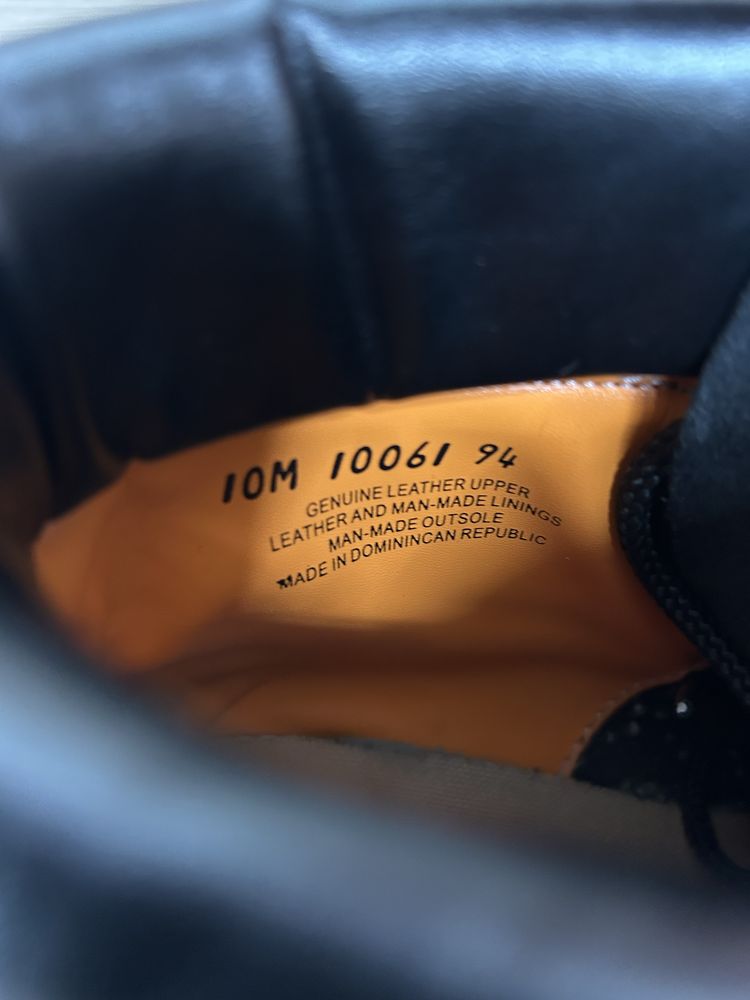 10M 10061 94
GENUINE LEATHER UPPER
LEATHER AND MAN-MADE LININGS
MAN-MADE OUTSOLE
MADE IN DOMININCAN REPUBLIC